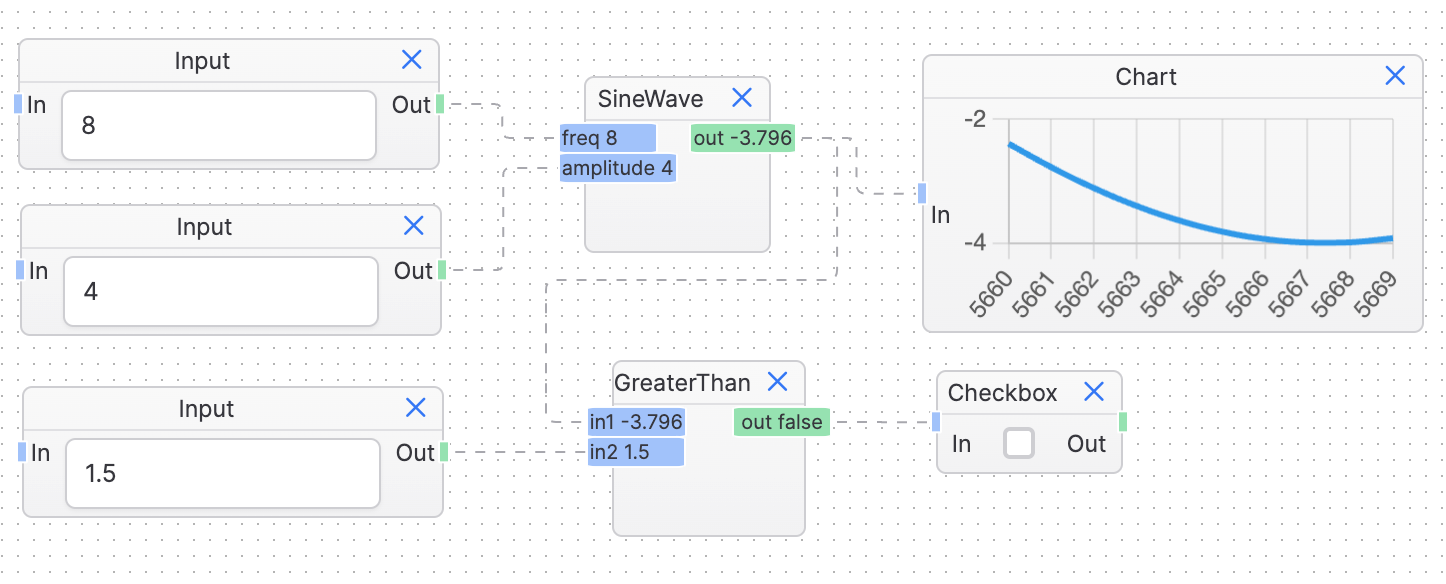 Input
In
8
Out
Input
In
4
Out
Input
In
1.5
Out
SineWave
freq 8
out -3.796
amplitude 4
GreaterThan
in1 -3.796
out false
in2 1.5
Chart
In
-2
-4
5660
5661
5662
5663
5664
5665
5666
5667
5668
5669
Checkbox
In
Out